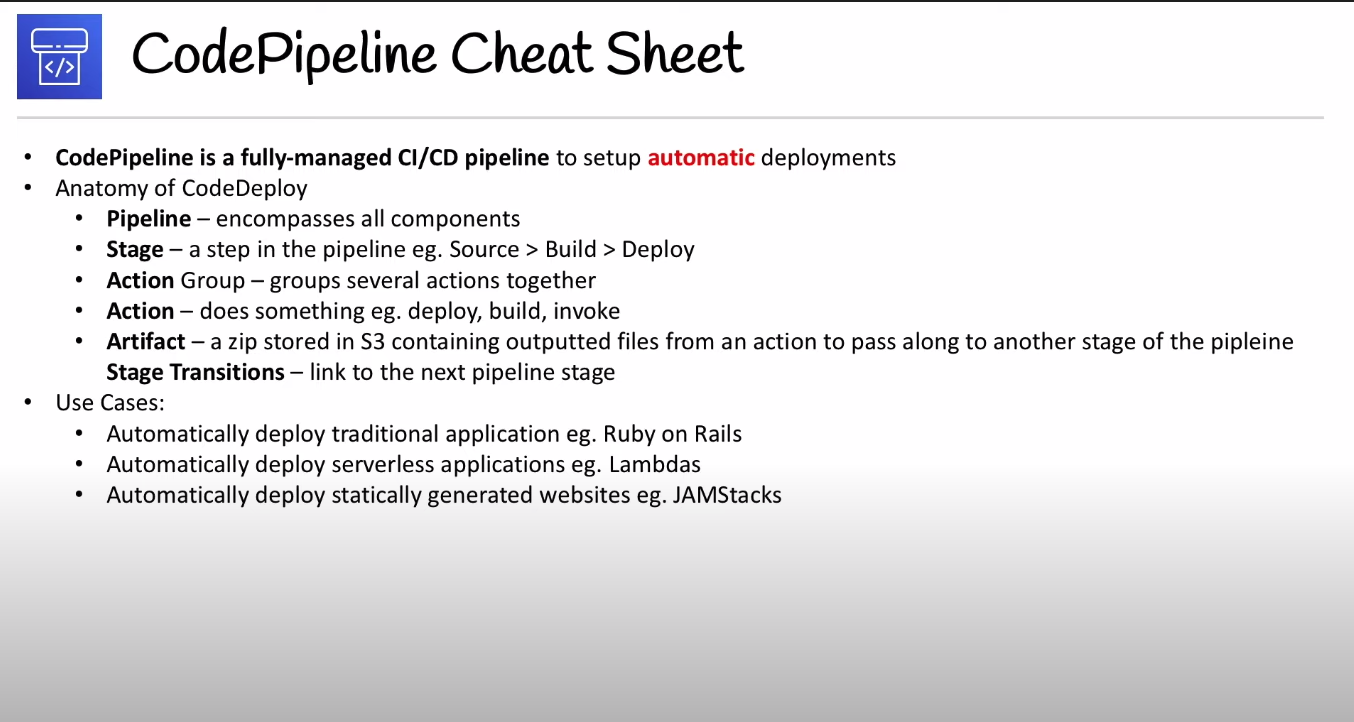 </>
CodePipeline Cheat Sheet
• CodePipeline is a fully-managed CI/CD pipeline to setup automatic deployments
• Anatomy of CodeDeploy
• Pipeline – encompasses all components
• Stage – a step in the pipeline eg. Source > Build > Deploy
• Action Group – groups several actions together
• Action – does something eg. deploy, build, invoke
• Artifact – a zip stored in S3 containing outputted files from an action to pass along to another stage of the pipleine
Stage Transitions – link to the next pipeline stage
• Use Cases:
• Automatically deploy traditional application eg. Ruby on Rails
• Automatically deploy serverless applications eg. Lambdas
• Automatically deploy statically generated websites eg. JAMStacks